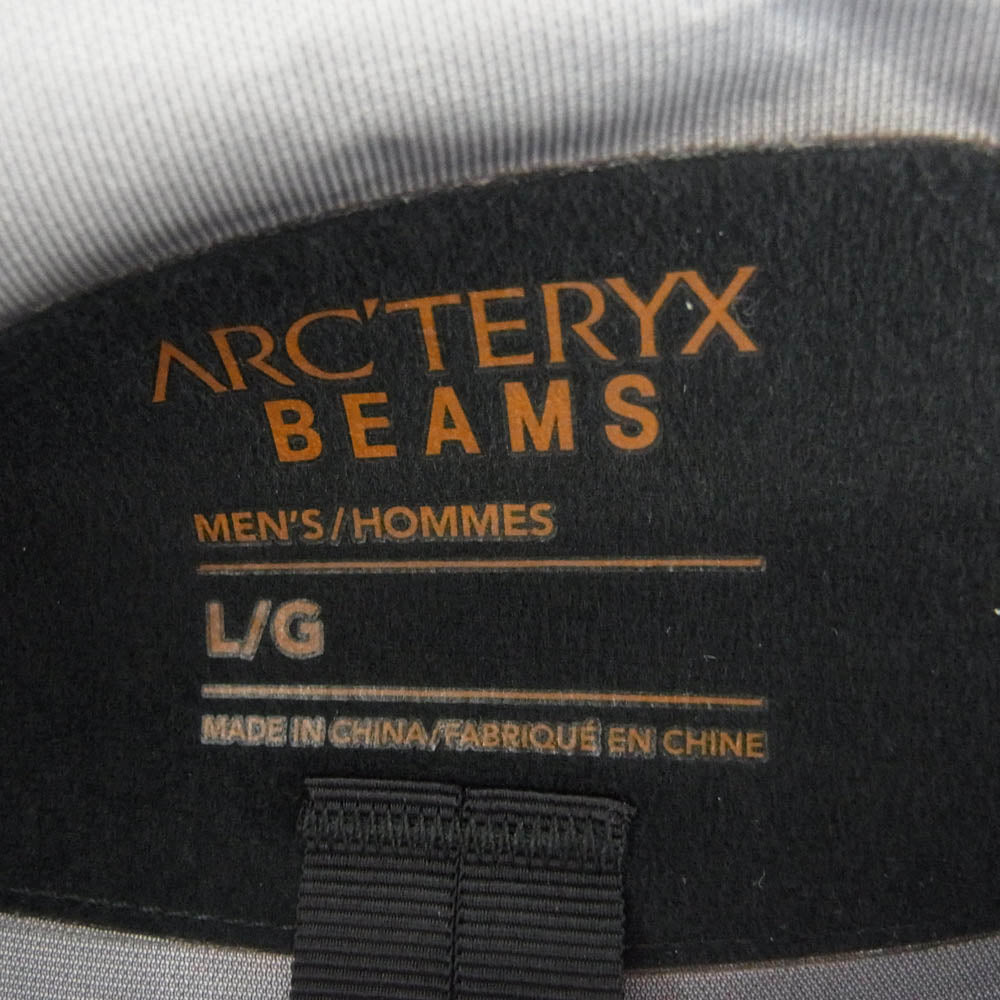 ARC'TERYX
BEAMS
MEN'S/HOMMES
L/G
MADE IN CHINA/FABRIQUÉ EN CHINE